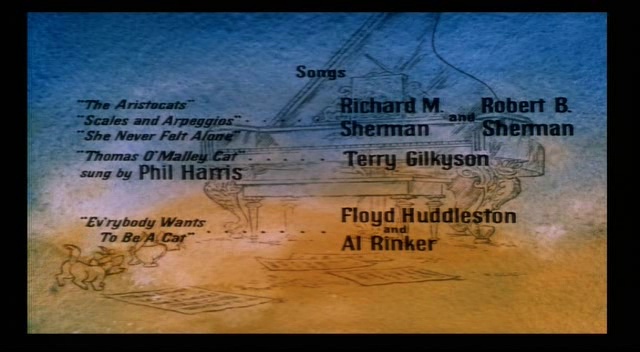 Songs
"The Aristocats"
"Scales and Arpeggios"
"She Never Felt Alone"
Richard M. Sherman and Robert B. Sherman
"Thomas O'Malley Cat" Terry Gilkyson
sung by Phil Harris
"Ev'rybody Wants
To Be A Cat"
Floyd Huddleston
and
Al Rinker